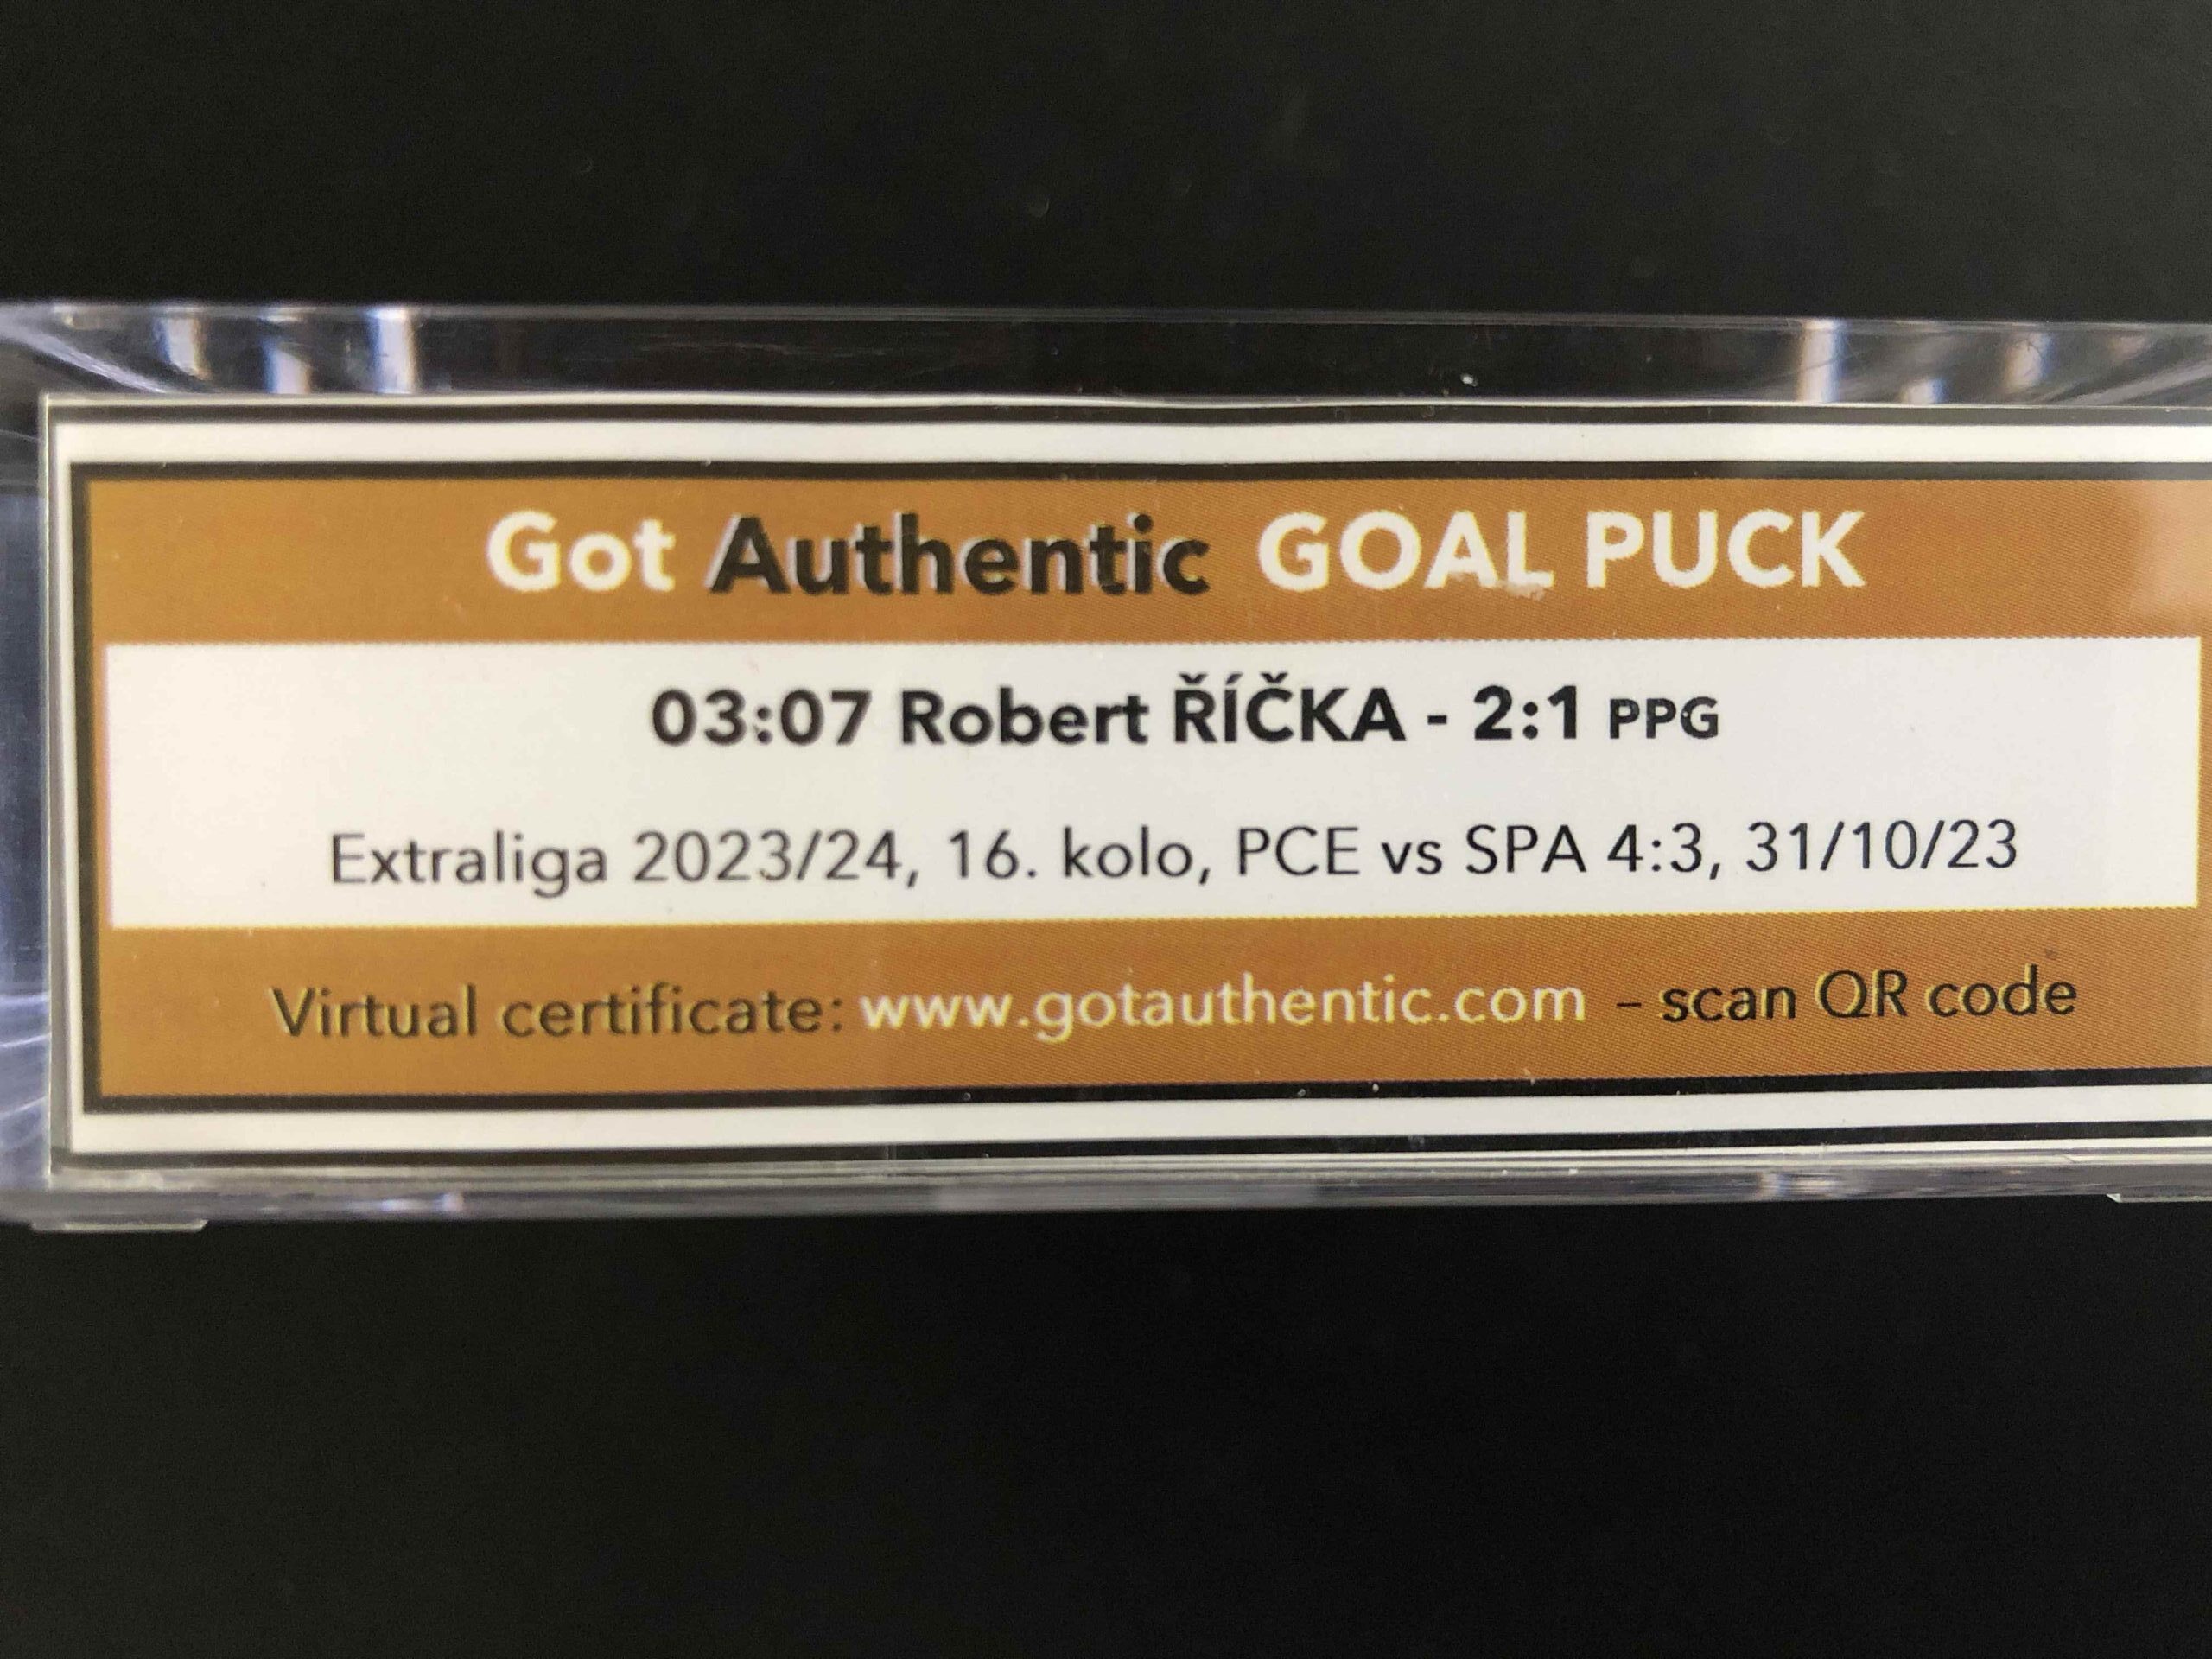 Got Authentic GOAL PUCK
03:07 Robert ŘÍČKA - 2:1 PPG
Extraliga 2023/24, 16. kolo, PCE vs SPA 4:3, 31/10/23
Virtual certificate: www.gotauthentic.com – scan QR code